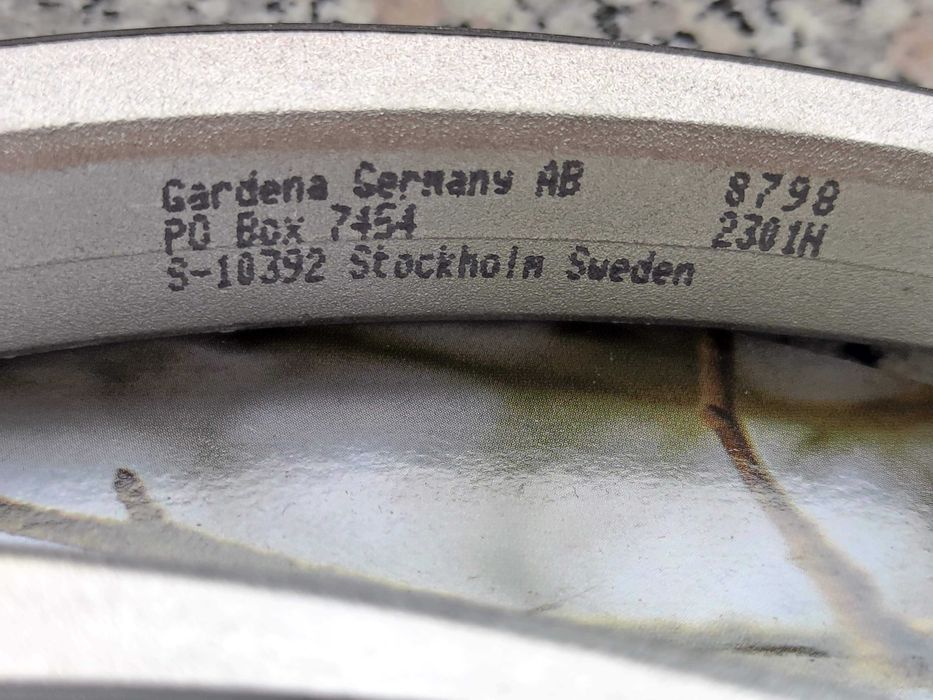 Gardena Germany AB
PO Box 7454
S-10392 Stockholm Sweden
8798
2301H